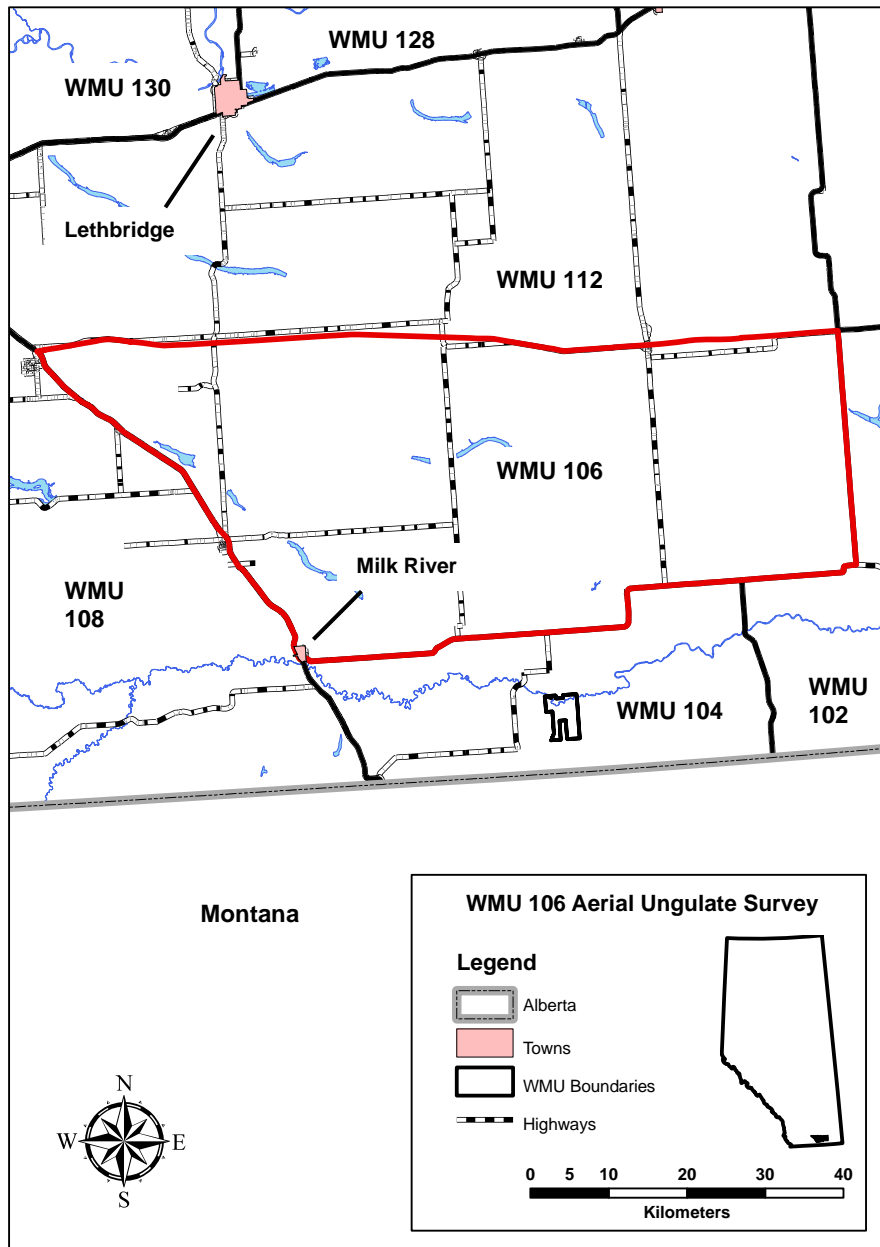 WMU 128
WMU 130
Lethbridge
WMU 112
WMU 106
Milk River
WMU
108
WMU 104
WMU
102
Montana
WMU 106 Aerial Ungulate Survey
Legend
Alberta
Towns
WMU Boundaries
Highways
N
W
E
S
0 5 10 20 30 40
Kilometers